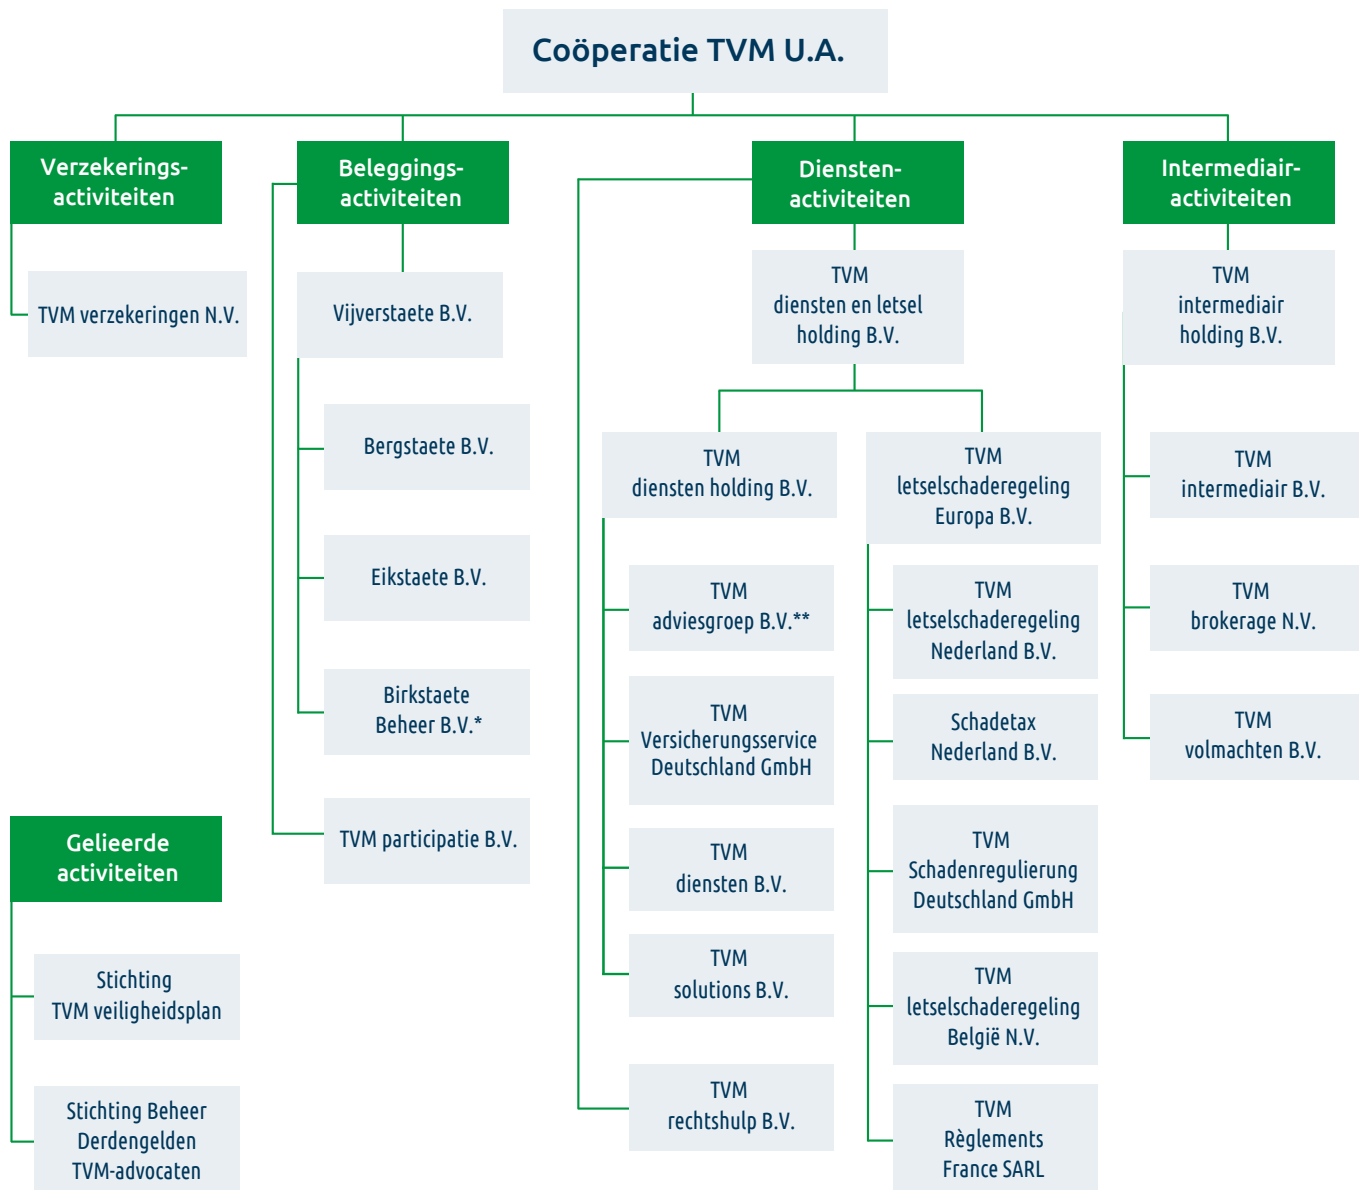 Coöperatie TVM U.A.
Verzekerings-
activiteiten
TVM verzekeringen N.V.
Beleggings-
activiteiten
Vijverstaete B.V.
Bergstaete B.V.
Eikstaete B.V.
Birkstaete
Beheer B.V.*
TVM participatie B.V.
Diensten-
activiteiten
TVM
diensten en letsel
holding B.V.
TVM
diensten holding B.V.
TVM
adviesgroep B.V.**
TVM
Versicherungsservice
Deutschland GmbH
TVM
diensten B.V.
TVM
solutions B.V.
TVM
rechtshulp B.V.
TVM
letselschaderegeling
Europa B.V.
TVM
letselschaderegeling
Nederland B.V.
Schadetax
Nederland B.V.
TVM
Schadenregulierung
Deutschland GmbH
TVM
letselschaderegeling
België N.V.
TVM
Règlements
France SARL
Intermediair-
activiteiten
TVM
intermediair
holding B.V.
TVM
intermediair B.V.
TVM
brokerage N.V.
TVM
volmachten B.V.
Gelieerde
activiteiten
Stichting
TVM veiligheidsplan
Stichting Beheer
Derdengelden
TVM-advocaten